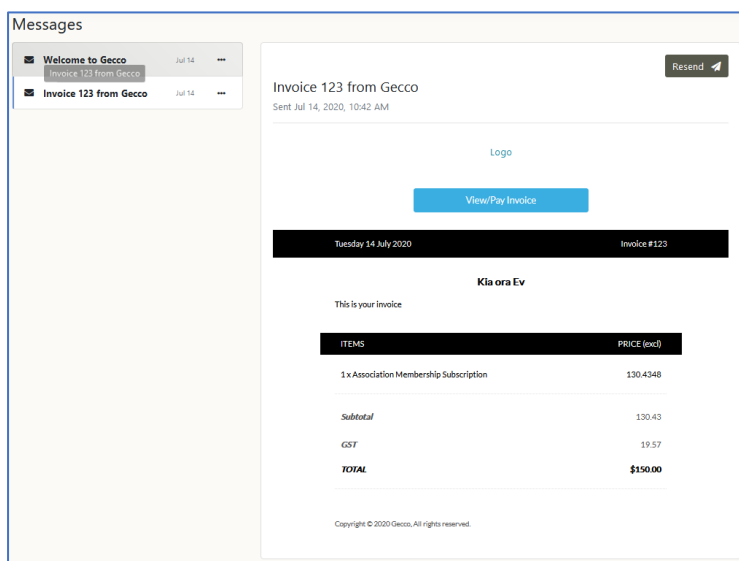 Messages
Welcome to Gecco Jul 14 •••
Invoice 123 from Gecco
Invoice 123 from Gecco Jul 14 •••
Resend
Invoice 123 from Gecco
Sent Jul 14, 2020, 10:42 AM
Logo
View/Pay Invoice
Tuesday 14 July 2020 Invoice #123
Kia ora Ev
This is your invoice
ITEMS PRICE (excl)
1 x Association Membership Subscription 130.4348
Subtotal 130.43
GST 19.57
TOTAL $150.00
Copyright © 2020 Gecco, All rights reserved.